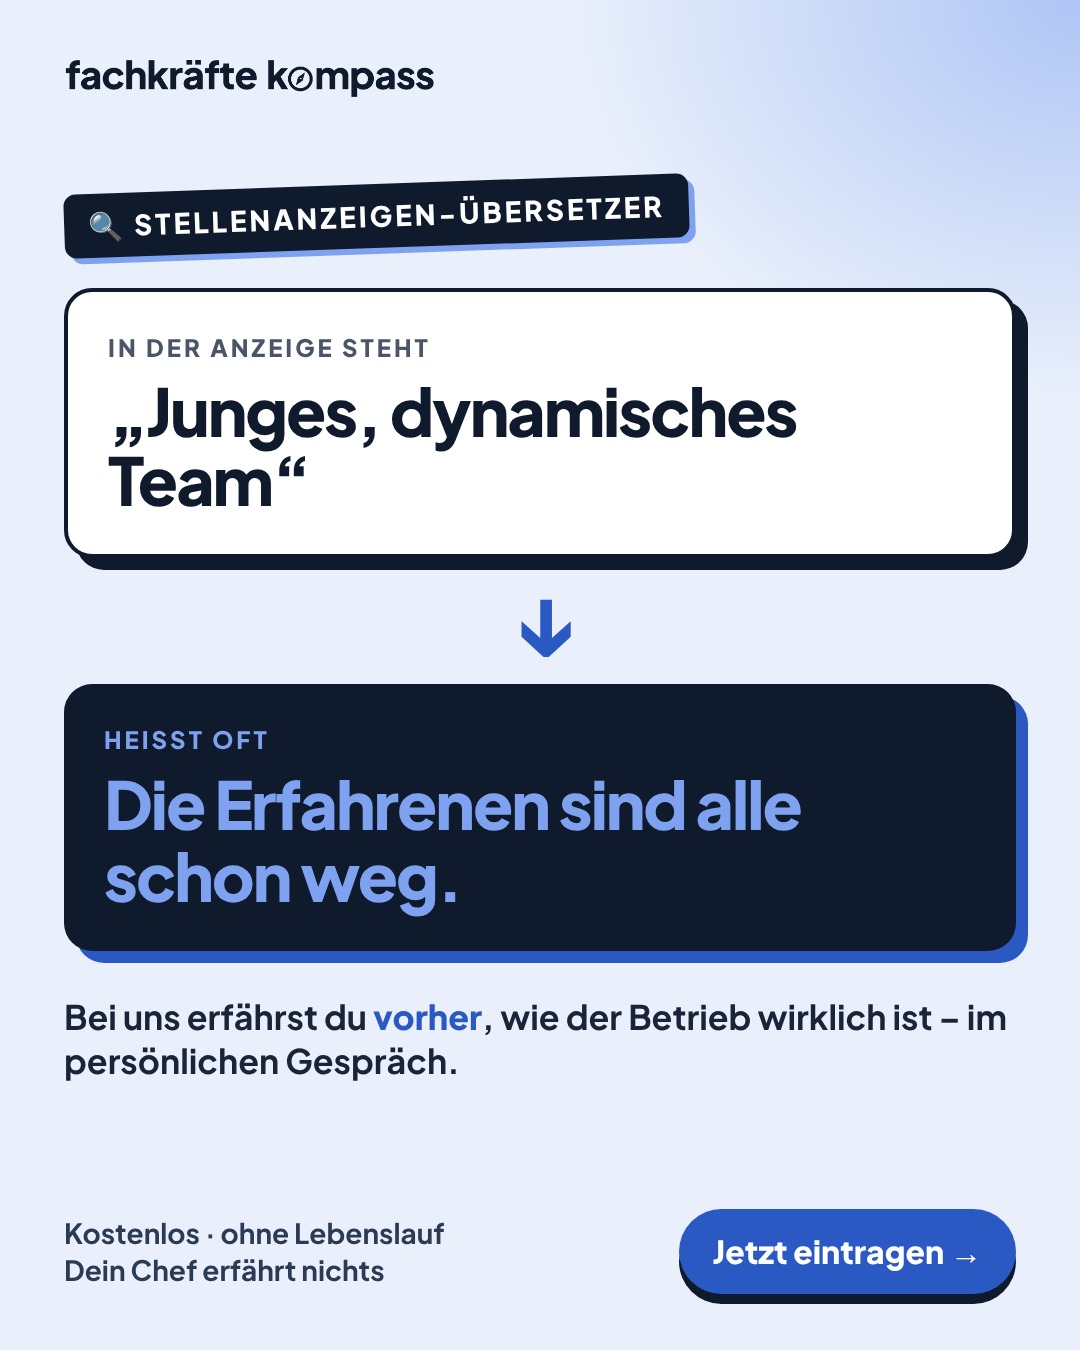 fachkräfte kompass
🔍 STELLENANZEIGEN-ÜBERSETZER
IN DER ANZEIGE STEHT
„Junges, dynamisches
Team“
↓
HEISST OFT
Die Erfahrenen sind alle
schon weg.
Bei uns erfährst du vorher, wie der Betrieb wirklich ist – im
persönlichen Gespräch.
Kostenlos · ohne Lebenslauf
Dein Chef erfährt nichts
Jetzt eintragen →